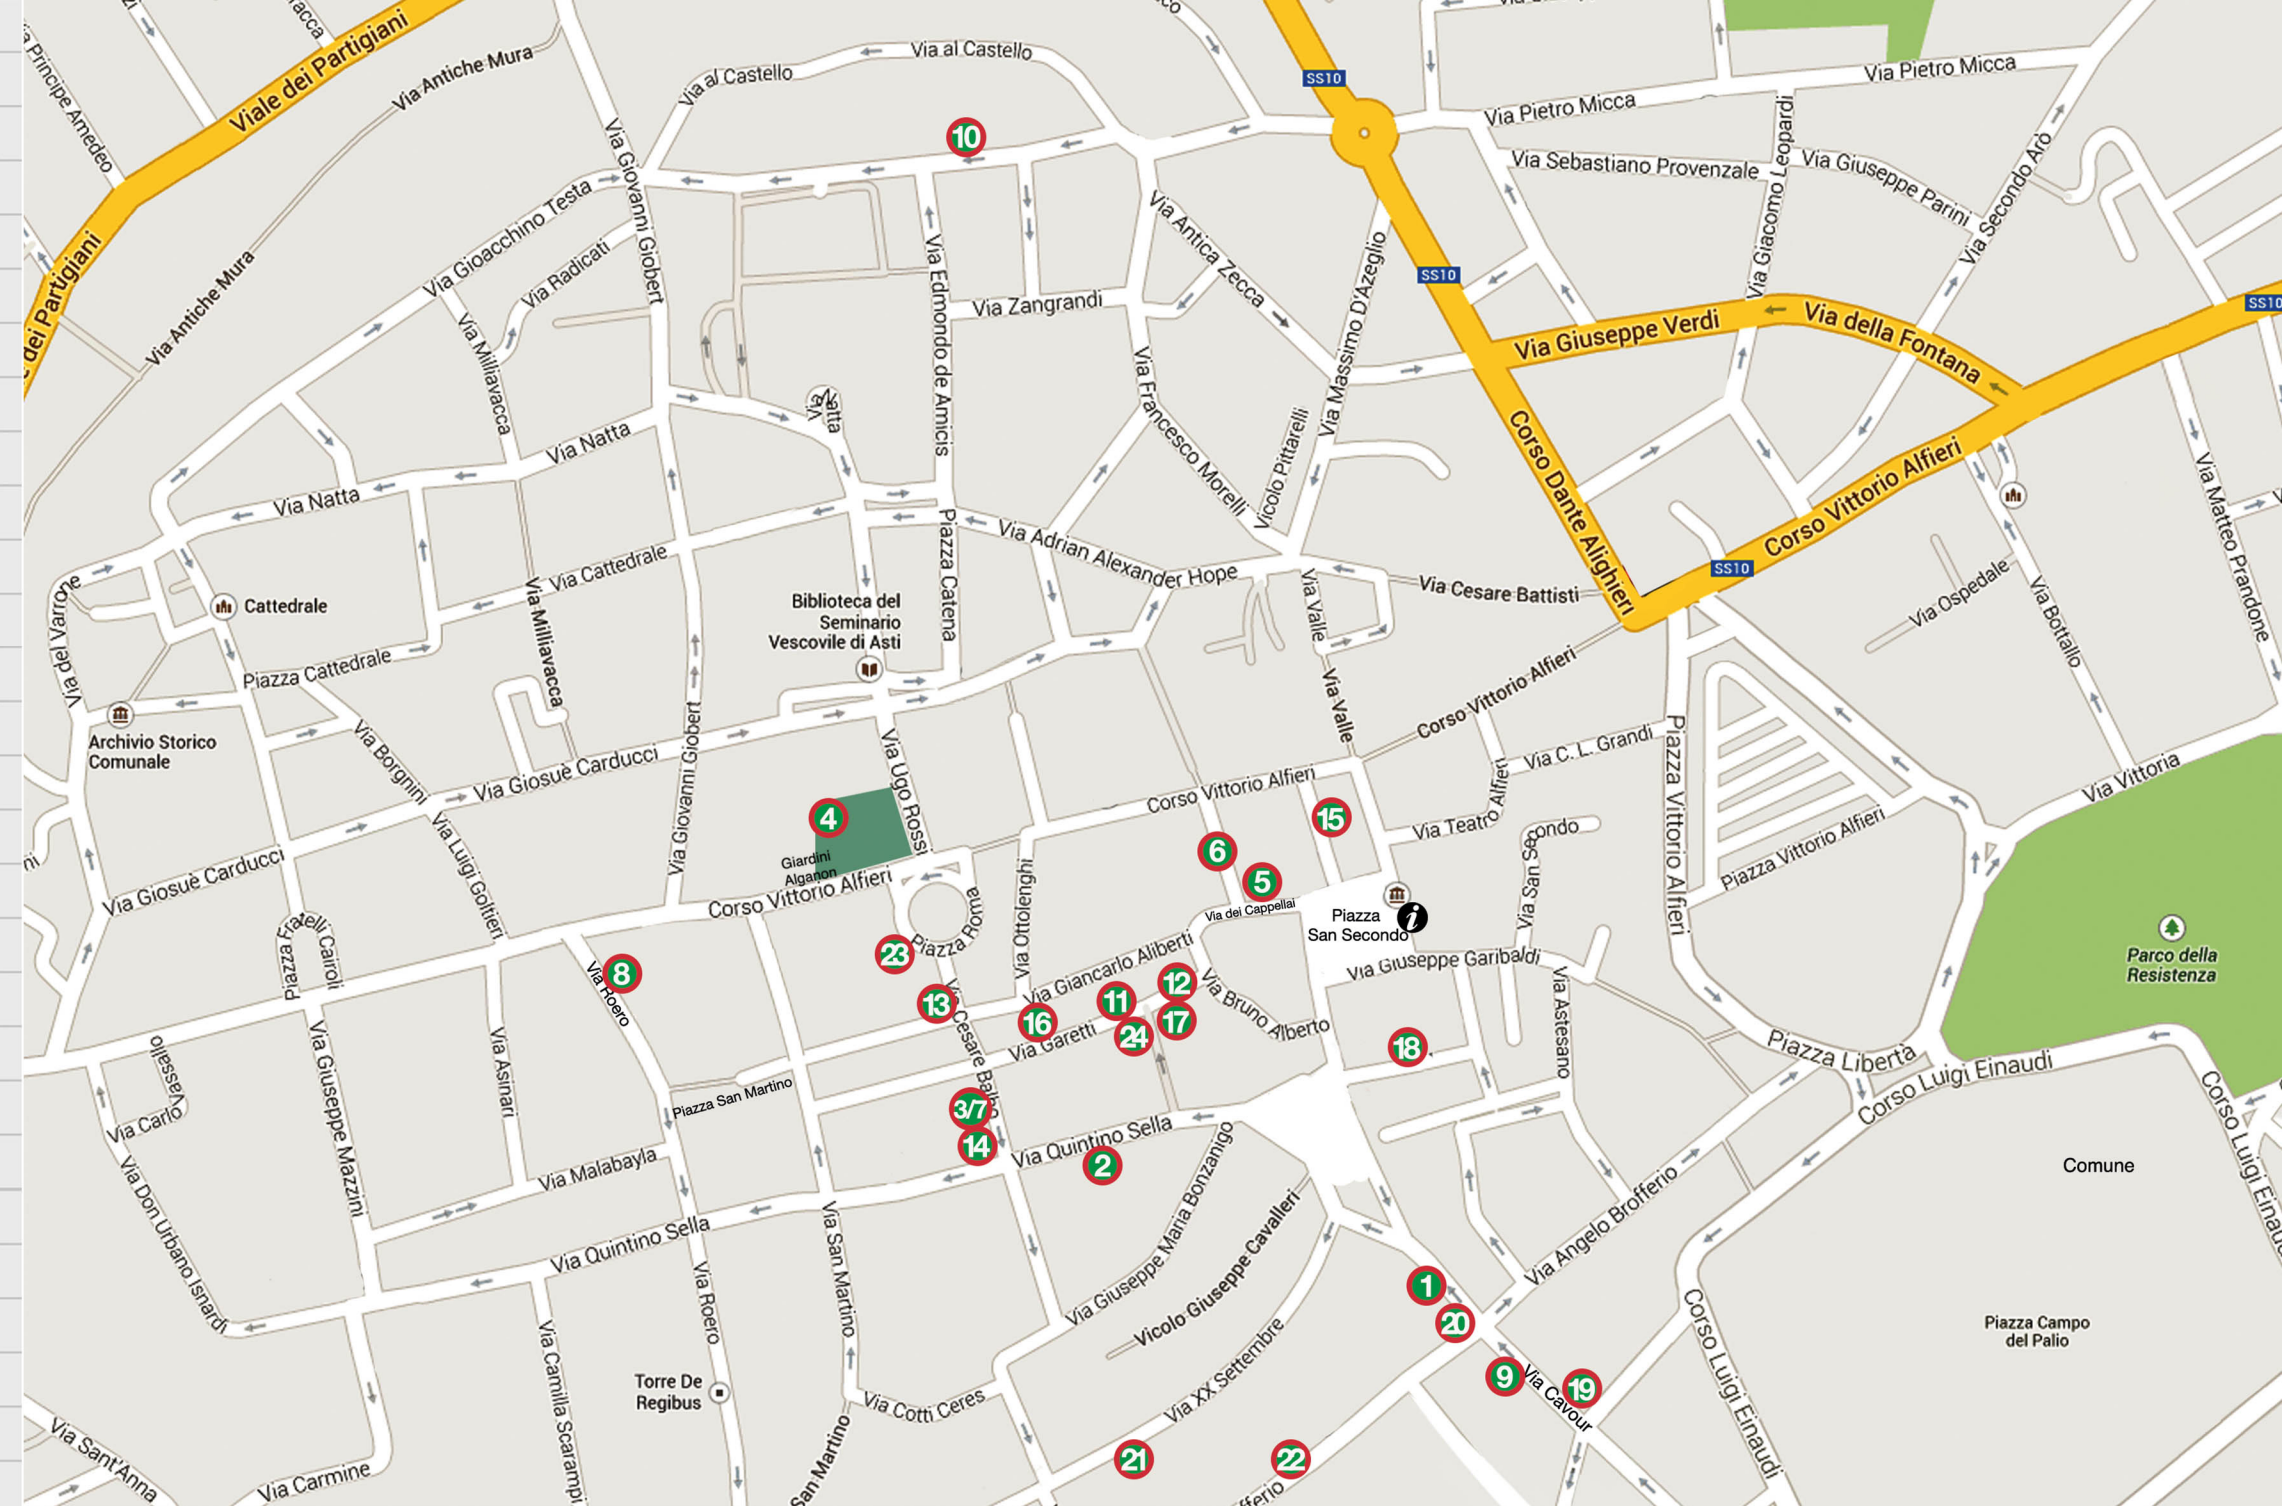 Viale dei Partigiani
Via Antiche Mura
Via al Castello
Via al Castello
SS10
Via Pietro Micca
Via Pietro Micca
Principe Amedeo
10
Via Giovanni Giobert
Via Sebastiano Provenzale
Via Giuseppe Parini
Via Giacomo Leopardi
Via Secondo Arò
Via Gioacchino Testa
Via Radicati
Via Antiche Mura
dei Partigiani
Via Edmondo de Amicis
Via Antica Zecca
Via Zangrandi
Via Massimo D'Azeglio
SS10
SS10
Via Giuseppe Verdi
Via della Fontana
Via Milliavacca
Via Natta
Via Natta
Via Natta
Via Francesco Morelli
Vicolo Pittarelli
Corso Dante Alighieri
Corso Vittorio Alfieri
SS10
Via Matteo Prandone
Via Adrian Alexander Hope
Piazza Catena
Via Cattedrale
Via Milliavacca
Via Cesare Battisti
Via Valle
Via Valle
Via Ospedale
Via Bottallo
Via del Varrone
Cattedrale
Biblioteca del
Seminario
Vescovile di Asti
Piazza Cattedrale
Archivio Storico
Comunale
Via Borgnini
Via Giosuè Carducci
Via Giovanni Giobert
Via Ugo Rossi
Corso Vittorio Alfieri
Corso Vittorio Alfieri
Via C. L. Grandi
Via Teatro Alfieri
Piazza Vittorio Alfieri
Piazza Vittorio Alfieri
Via Vittoria
4
Giardini
Alganon
15
6
5
Via dei Cappellai
Via San Secondo
Via Giosuè Carducci
Via Luigi Goltieri
Corso Vittorio Alfieri
Piazza Fratelli Cairoli
Via Ottolenghi
Piazza Roma
Piazza
San Secondo
i
Via Giuseppe Garibaldi
Parco della
Resistenza
23
8
Via Roero
13
Via Giancarlo Aliberti
12
11
16
24
17
Via Garetti
Via Bruno Alberto
18
Via Astesano
Piazza Libertà
Corso Luigi Einaudi
Corso Luigi Einaudi
Via Cesare Balbo
Via Carlo Vassallo
Via Asinari
Via Giuseppe Mazzini
Piazza San Martino
3/7
14
2
Via Quintino Sella
Via Malabayla
Via Don Urbano Isnardi
Via Quintino Sella
Via Giuseppe Maria Bonzanigo
Vicolo Giuseppe Cavalleri
Via Angelo Brofferio
Comune
Via San Martino
Via Roero
1
20
9
19
Via Cavour
Corso Luigi Einaudi
Piazza Campo
del Palio
Via Camilla Scarampi
Torre De
Regibus
Via Cotti Ceres
Via XX Settembre
21
22
San Martino
Via Sant'Anna
Via Carmine